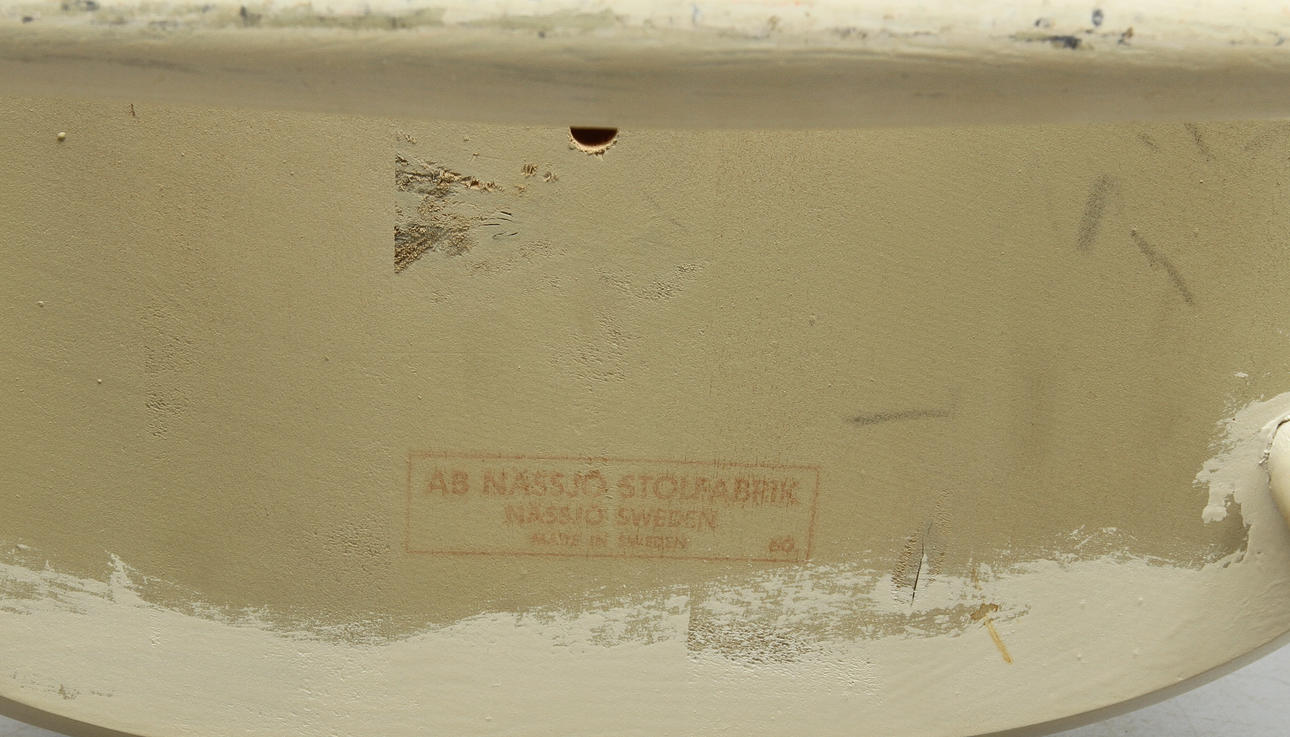 AB NÄSSJÖ STOLFABRIK
NÄSSJÖ SWEDEN
MADE IN SWEDEN 60